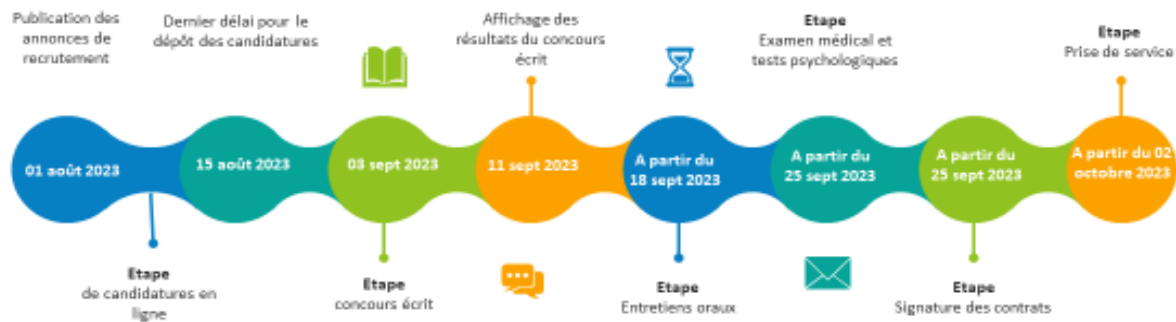 Publication des
annonces de
recrutement
Dernier délai pour le
dépôt des candidatures
Affichage des
résultats du concours
écrit
Etape
Examen médical et
tests psychologiques
Etape
Prise de service
01 août 2023
15 août 2023
03 sept 2023
11 sept 2023
A partir du
18 sept 2023
A partir du
25 sept 2023
A partir du
25 sept 2023
A partir du 02
octobre 2023
Etape
de candidatures en
ligne
Etape
concours écrit
Etape
Entretiens oraux
Etape
Signature des contrats